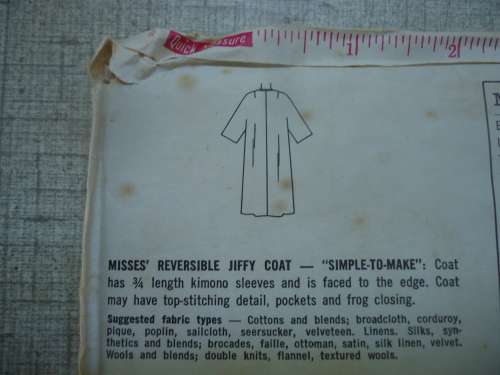 Quick Measure
1
2
MISSES' REVERSIBLE JIFFY COAT — "SIMPLE-TO-MAKE": Coat
has ¾ length kimono sleeves and is faced to the edge. Coat
may have top-stitching detail, pockets and frog closing.
Suggested fabric types — Cottons and blends; broadcloth, corduroy,
pique, poplin, sailcloth, seersucker, velveteen. Linens. Silks, syn-
thetics and blends; brocades, faille, ottoman, satin, silk linen, velvet.
Wools and blends; double knits, flannel, textured wools.